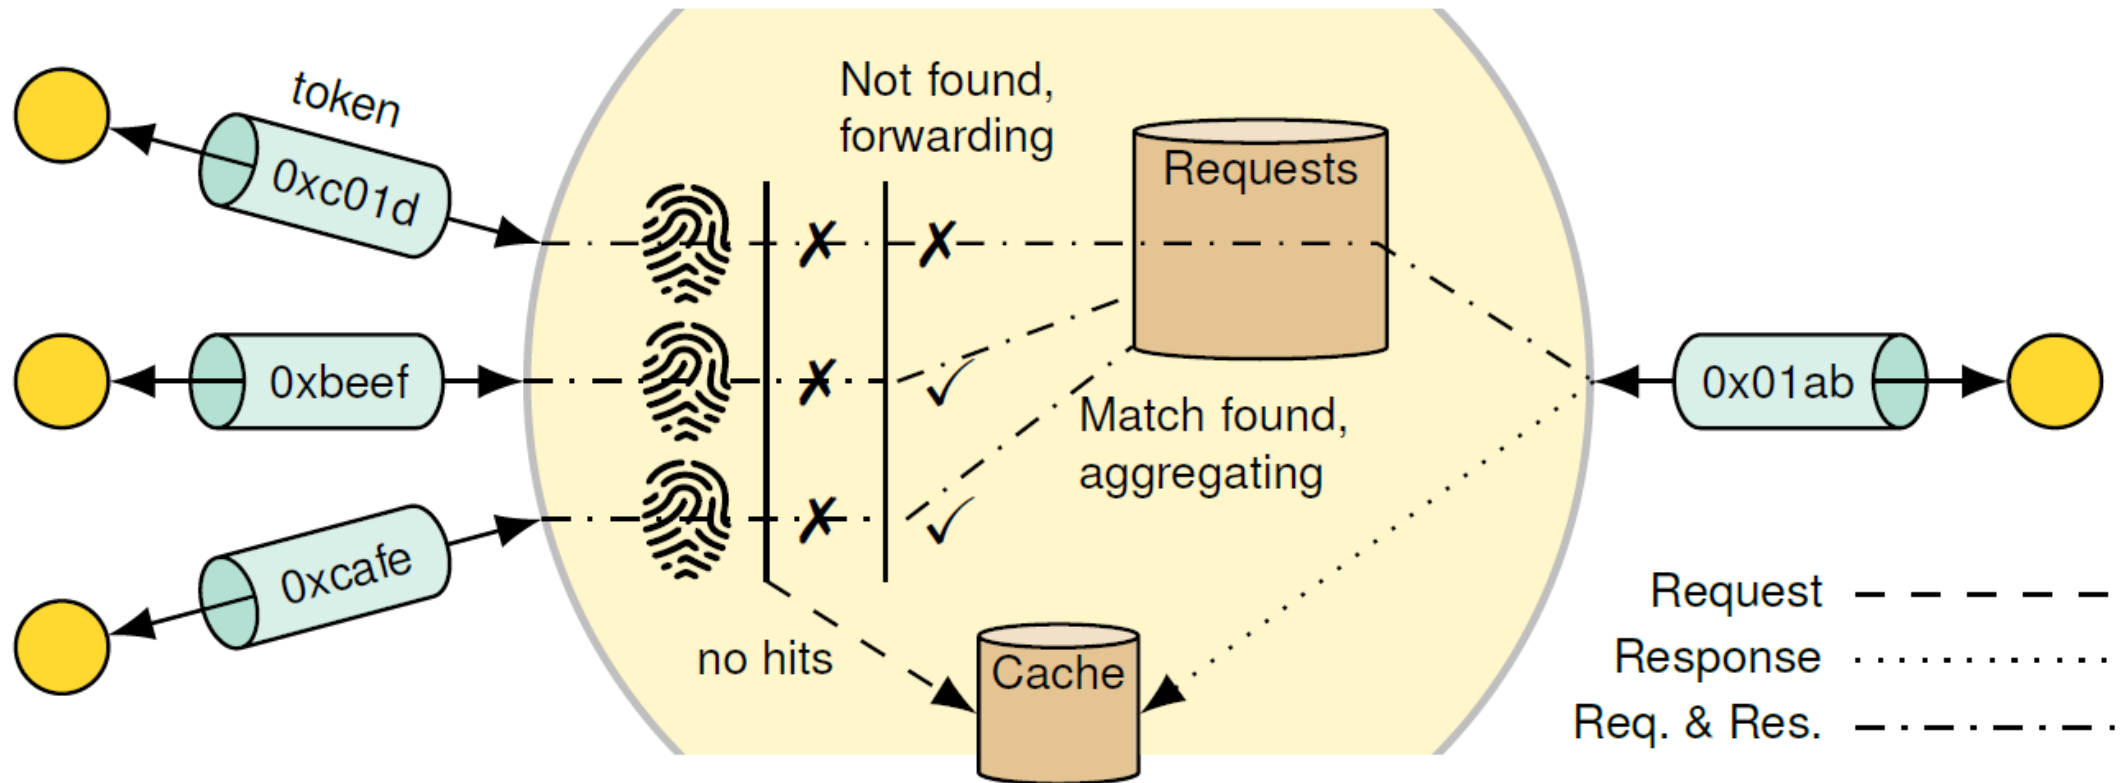 token
0xc01d
0xbeef
0xcafe
Not found,
forwarding
Requests
✗ ✗
✗ ✓
✗ ✓
Match found,
aggregating
no hits
Cache
0x01ab
Request
Response
Req. & Res.